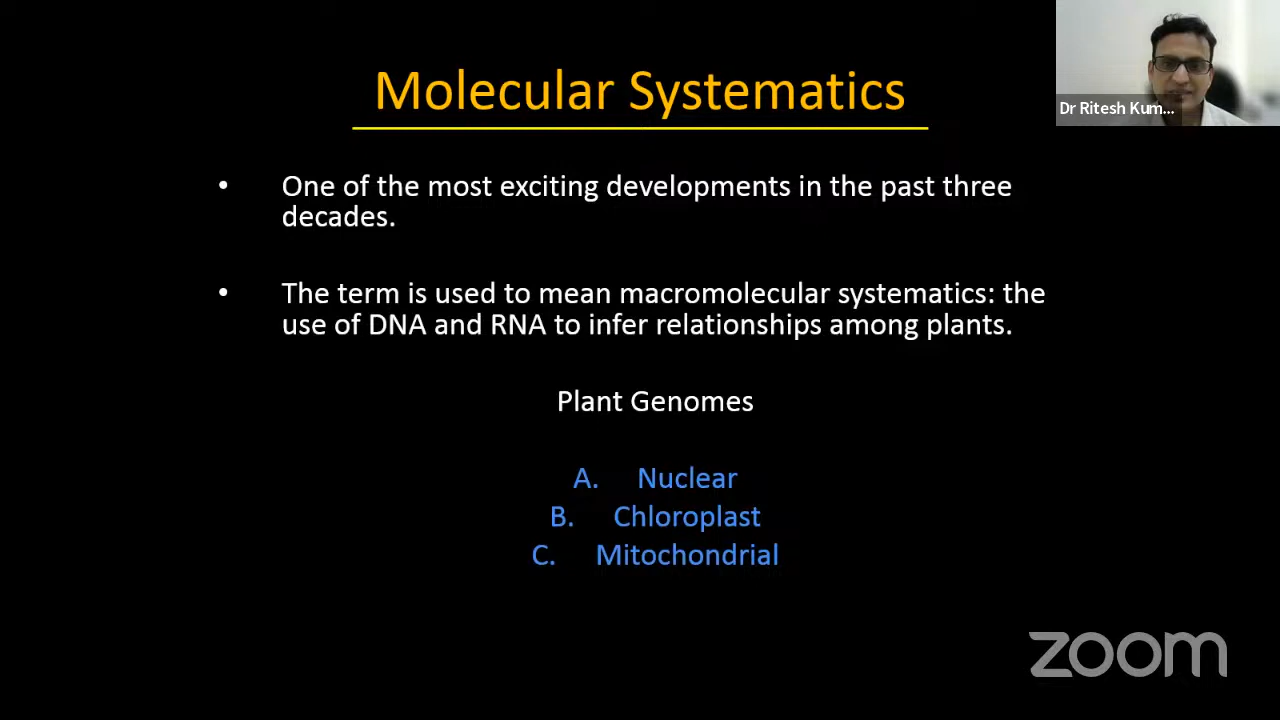 Molecular Systematics
Dr Ritesh Kum...
• One of the most exciting developments in the past three
decades.
• The term is used to mean macromolecular systematics: the
use of DNA and RNA to infer relationships among plants.
Plant Genomes
A. Nuclear
B. Chloroplast
C. Mitochondrial
zoom